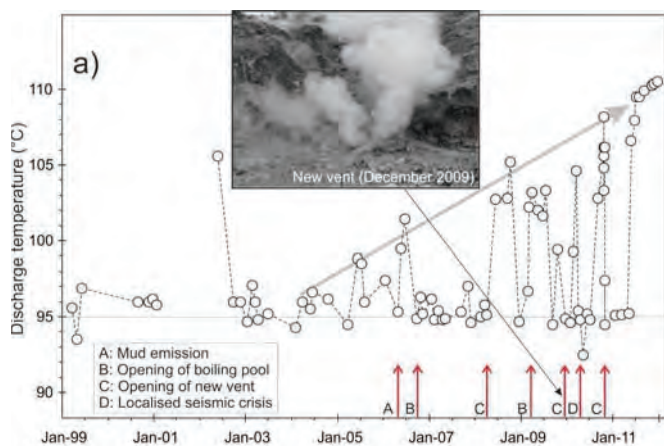 a)
Discharge temperature (°C)
110
105
100
95
90
New vent (December 2009)
A: Mud emission
B: Opening of boiling pool
C: Opening of new vent
D: Localised seismic crisis
A B C B C D C
Jan-99 Jan-01 Jan-03 Jan-05 Jan-07 Jan-09 Jan-11